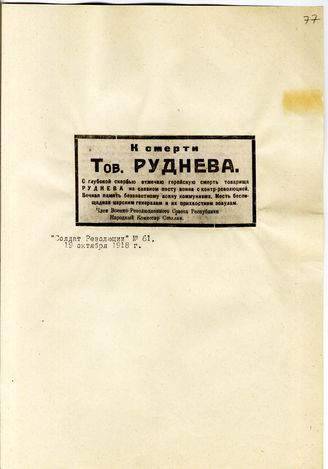 77
К смерти
Тов. РУДНЕВА.
С глубокой скорбью отмечаю геройскую смерть товарища
РУДНЕВА на славном посту воина с контр-революцией.
Вечная память беззаветному воину коммунизма. Месть беспо-
щадная царским генералам и их прихвостням эсаулам.
Член Военно-Революционного Совета Республики
Народный Комиссар Сталин.
"Солдат Революции" № 61,
19 октября 1918 г.